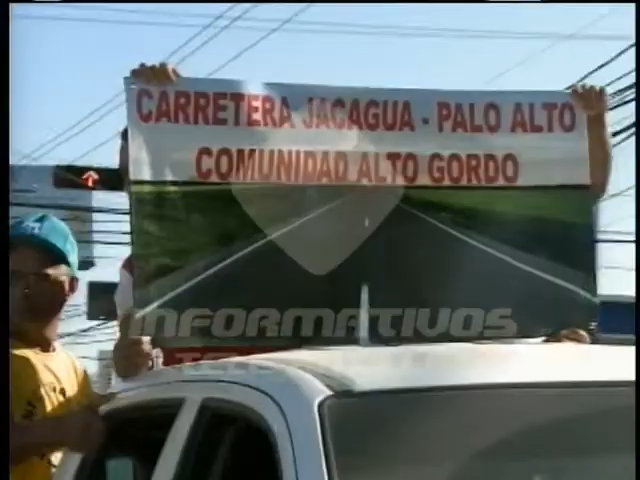 CARRETERA JACAGUA - PALO ALTO
COMUNIDAD ALTO GORDO
INFORMATIVOS